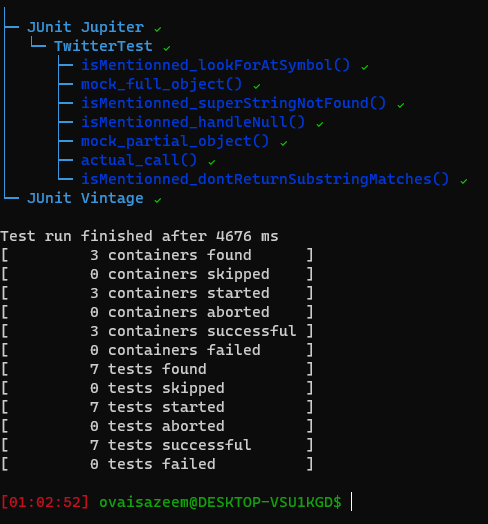 JUnit Jupiter ✓
TwitterTest ✓
isMentionned_lookForAtSymbol() ✓
mock_full_object() ✓
isMentionned_superStringNotFound() ✓
isMentionned_handleNull() ✓
mock_partial_object() ✓
actual_call() ✓
isMentionned_dontReturnSubstringMatches() ✓
JUnit Vintage ✓
Test run finished after 4676 ms
[ 3 containers found ]
[ 0 containers skipped ]
[ 3 containers started ]
[ 0 containers aborted ]
[ 3 containers successful ]
[ 0 containers failed ]
[ 7 tests found ]
[ 0 tests skipped ]
[ 7 tests started ]
[ 0 tests aborted ]
[ 7 tests successful ]
[ 0 tests failed ]
[01:02:52] ovaisazeem@DESKTOP-VSU1KGD$